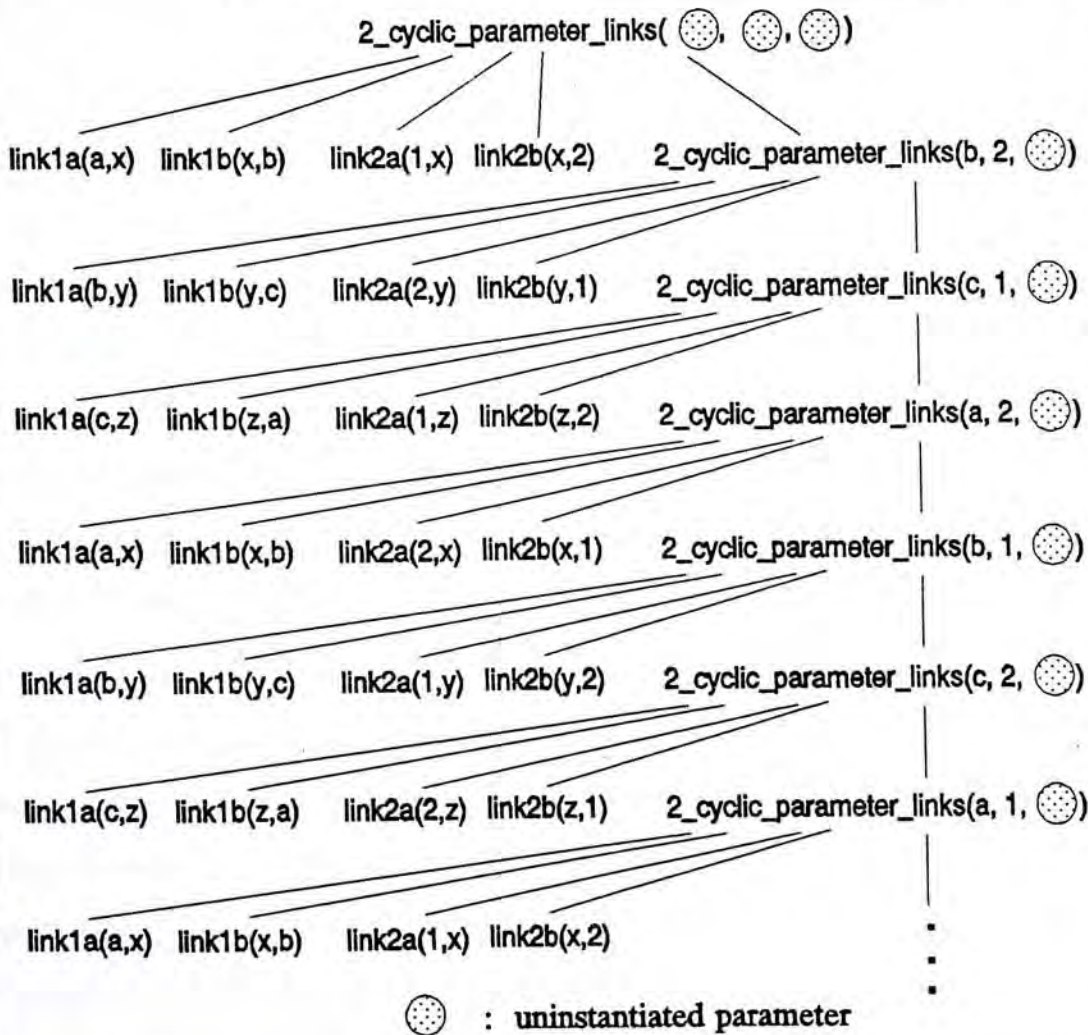 2_cyclic_parameter_links( , , )
link1a(a,x) link1b(x,b) link2a(1,x) link2b(x,2) 2_cyclic_parameter_links(b, 2, )
link1a(b,y) link1b(y,c) link2a(2,y) link2b(y,1) 2_cyclic_parameter_links(c, 1, )
link1a(c,z) link1b(z,a) link2a(1,z) link2b(z,2) 2_cyclic_parameter_links(a, 2, )
link1a(a,x) link1b(x,b) link2a(2,x) link2b(x,1) 2_cyclic_parameter_links(b, 1, )
link1a(b,y) link1b(y,c) link2a(1,y) link2b(y,2) 2_cyclic_parameter_links(c, 2, )
link1a(c,z) link1b(z,a) link2a(2,z) link2b(z,1) 2_cyclic_parameter_links(a, 1, )
link1a(a,x) link1b(x,b) link2a(1,x) link2b(x,2)
: uninstantiated parameter